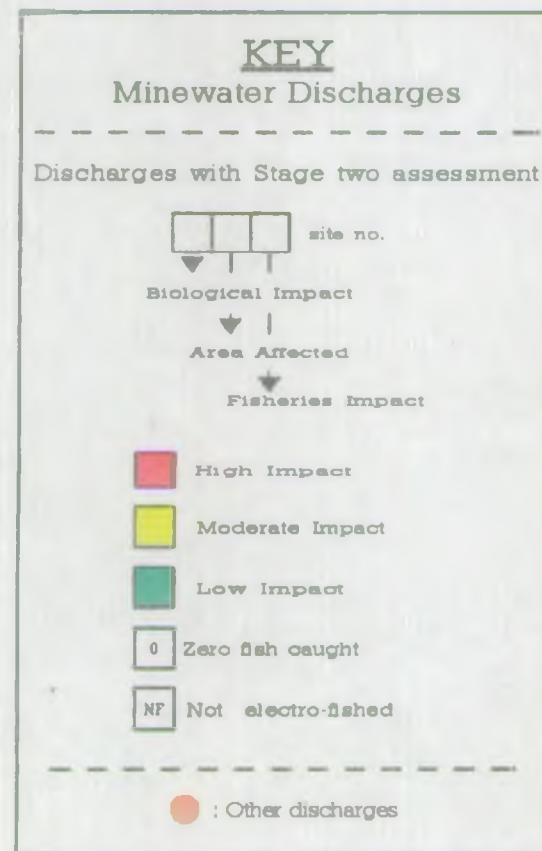 KEY
Minewater Discharges
Discharges with Stage two assessment
site no.
Biological Impact
Area Affected
Fisheries Impact
High Impact
Moderate Impact
Low Impact
0 Zero fish caught
NF Not electro-fished
: Other discharges